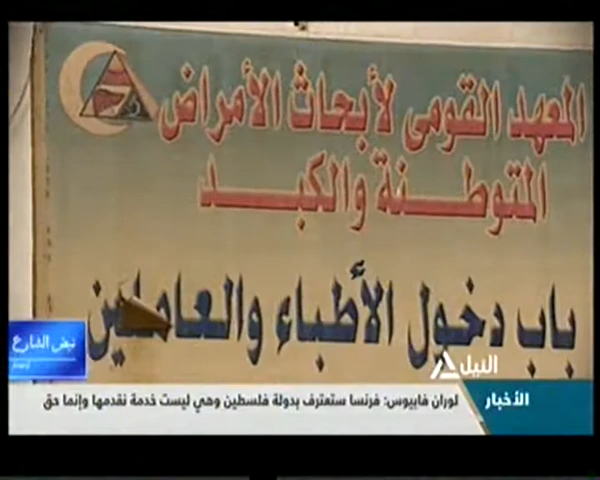 المعهد القومى لأبحاث الأمراض
المتوطنة والكبد
باب دخول الأطباء والعاملين
نبض الشارع
النيل
الأخبار
لوران فابيوس: فرنسا ستعترف بدولة فلسطين وهي ليست خدمة نقدمها وإنما حق